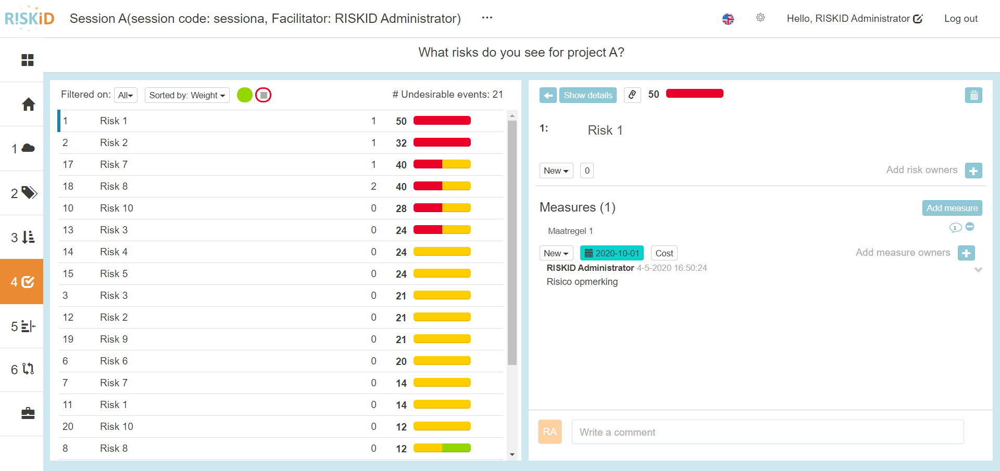 R!SKiD
Session A(session code: sessiona, Facilitator: RISKID Administrator) ...
Hello, RISKID Administrator
Log out
What risks do you see for project A?
1
2
3
4
5
6
Filtered on: All Sorted by: Weight # Undesirable events: 21
1 Risk 1 1 50
2 Risk 2 1 32
17 Risk 7 1 40
18 Risk 8 2 40
10 Risk 10 0 28
13 Risk 3 0 24
14 Risk 4 0 24
15 Risk 5 0 24
3 Risk 3 0 21
12 Risk 2 0 21
19 Risk 9 0 21
6 Risk 6 0 20
7 Risk 7 0 14
11 Risk 1 0 14
20 Risk 10 0 12
8 Risk 8 0 12
Show details 50
1: Risk 1
New 0 Add risk owners
Measures (1) Add measure
Maatregel 1 1
New 2020-10-01 Cost Add measure owners
RISKID Administrator 4-5-2020 16:50:24
Risico opmerking
RA Write a comment